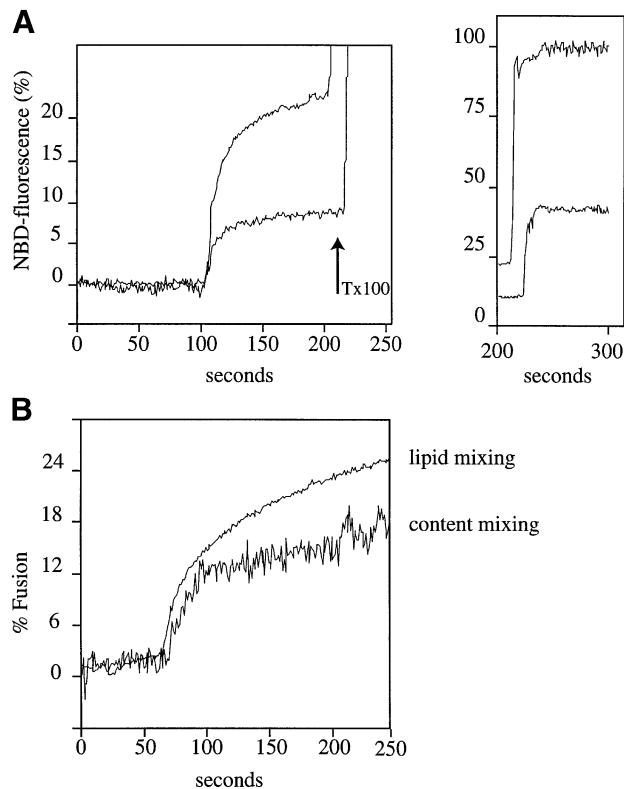 A
NBD-fluorescence (%)
20
15
10
5
0
Tx100
0 50 100 150 200 250
seconds
100
75
50
25
0
200 300
seconds
B
% Fusion
24
18
12
6
0
lipid mixing
content mixing
0 50 100 150 200 250
seconds